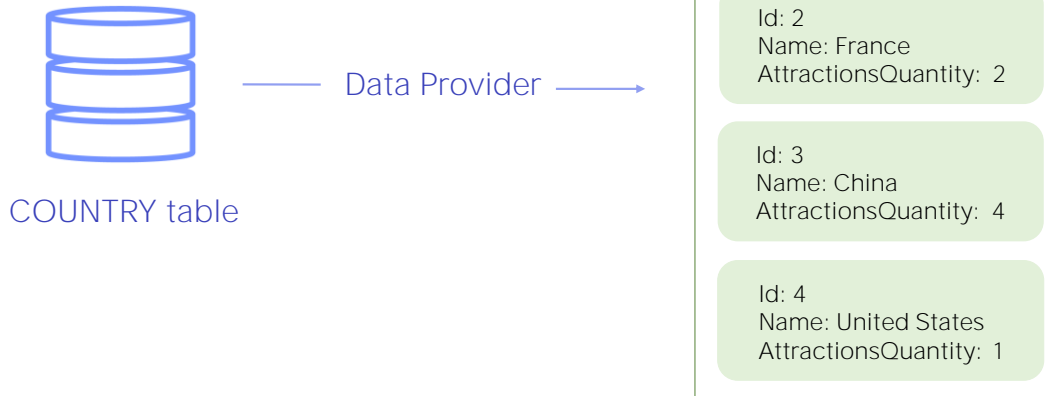 Data Provider
COUNTRY table
Id: 2
Name: France
AttractionsQuantity: 2
Id: 3
Name: China
AttractionsQuantity: 4
Id: 4
Name: United States
AttractionsQuantity: 1